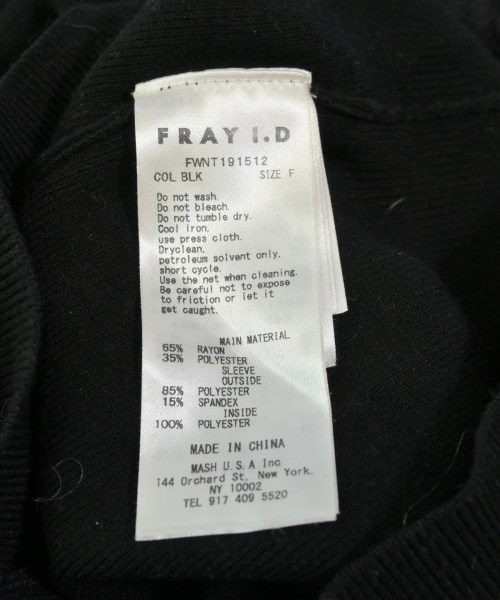 FRAY I.D
FWNT191512
COL BLK SIZE F
Do not wash.
Do not bleach.
Do not tumble dry.
Cool iron,
use press cloth.
Dryclean,
petroleum solvent only,
short cycle.
Use the net when cleaning.
Be careful not to expose
to friction or let it
get caught.
MAIN MATERIAL
65% RAYON
35% POLYESTER
SLEEVE
OUTSIDE
85% POLYESTER
15% SPANDEX
INSIDE
100% POLYESTER
MADE IN CHINA
MASH U.S.A Inc.
144 Orchard St. New York.
NY 10002
TEL 917 409 5520